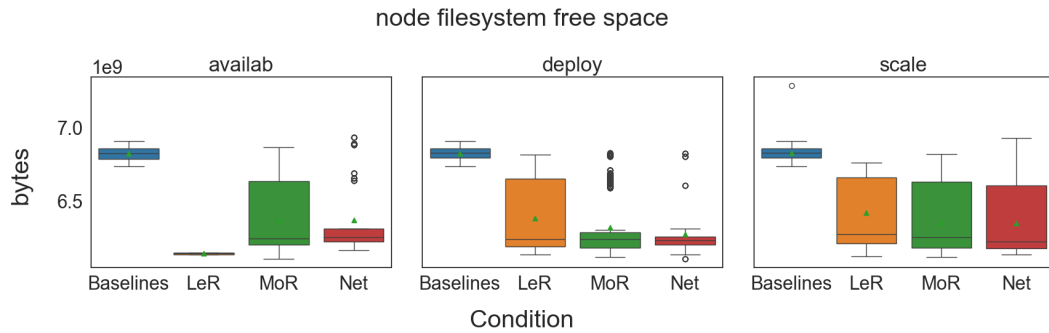 node filesystem free space
1e9 availab deploy scale
7.0
6.5
bytes
Baselines LeR MoR Net Baselines LeR MoR Net Baselines LeR MoR Net
Condition